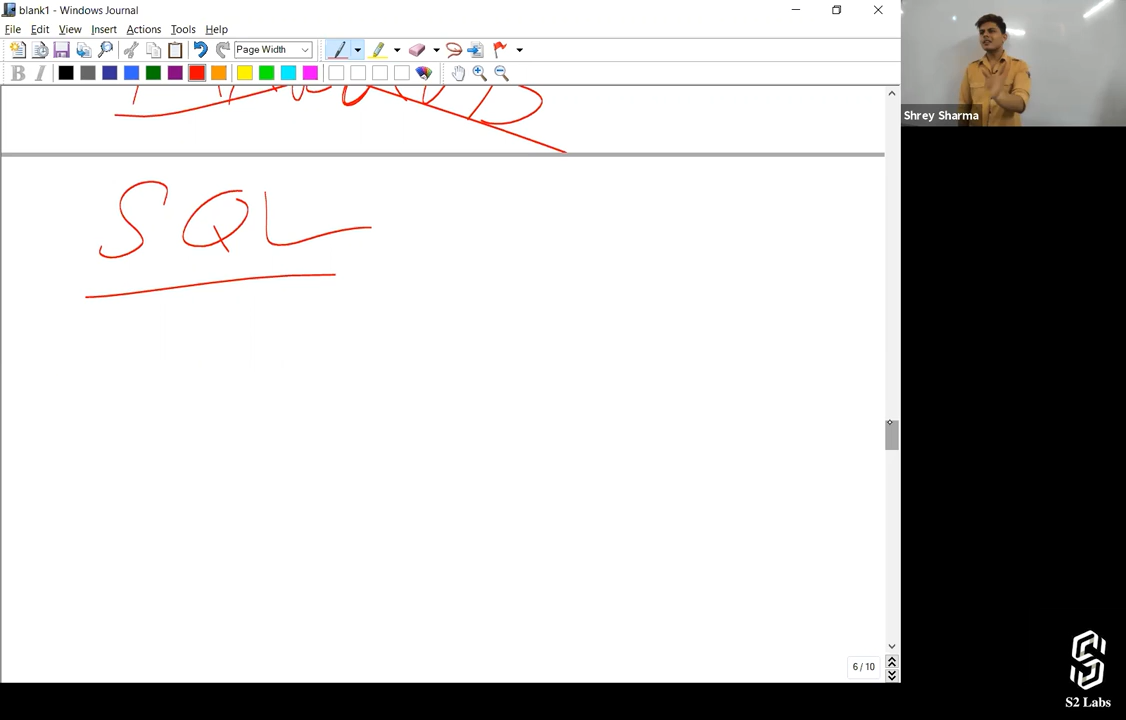 blank1 - Windows Journal
File Edit View Insert Actions Tools Help
Page Width
B I
Shrey Sharma
SQL
6 / 10
S2 Labs